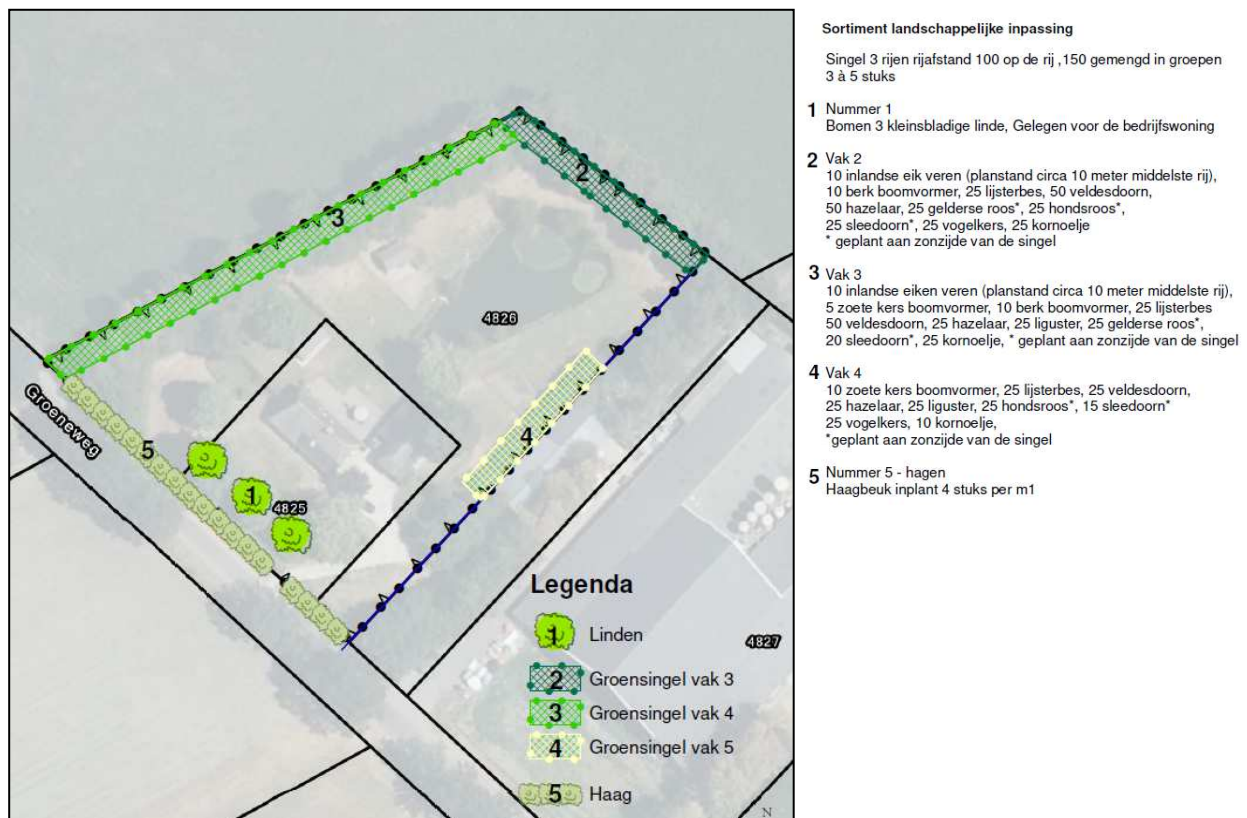 Sortiment landschappelijke inpassing
Singel 3 rijen rijafstand 100 op de rij ,150 gemengd in groepen
3 à 5 stuks
1 Nummer 1
Bomen 3 kleinsbladige linde, Gelegen voor de bedrijfswoning
2 Vak 2
10 inlandse eik veren (planstand circa 10 meter middelste rij),
10 berk boomvormer, 25 lijsterbes, 50 veldesdoorn,
50 hazelaar, 25 gelderse roos*, 25 hondsroos*,
25 sleedoorn*, 25 vogelkers, 25 kornoelje
* geplant aan zonzijde van de singel
3 Vak 3
10 inlandse eiken veren (planstand circa 10 meter middelste rij),
5 zoete kers boomvormer, 10 berk boomvormer, 25 lijsterbes
50 veldesdoorn, 25 hazelaar, 25 liguster, 25 gelderse roos*,
20 sleedoorn*, 25 kornoelje, * geplant aan zonzijde van de singel
4 Vak 4
10 zoete kers boomvormer, 25 lijsterbes, 25 veldesdoorn,
25 hazelaar, 25 liguster, 25 hondsroos*, 15 sleedoorn*
25 vogelkers, 10 kornoelje,
*geplant aan zonzijde van de singel
5 Nummer 5 - hagen
Haagbeuk inplant 4 stuks per m1
2
3
4826
Groeneweg
5
4
1
4825
4827
Legenda
1 Linden
2 Groensingel vak 3
3 Groensingel vak 4
4 Groensingel vak 5
5 Haag
N